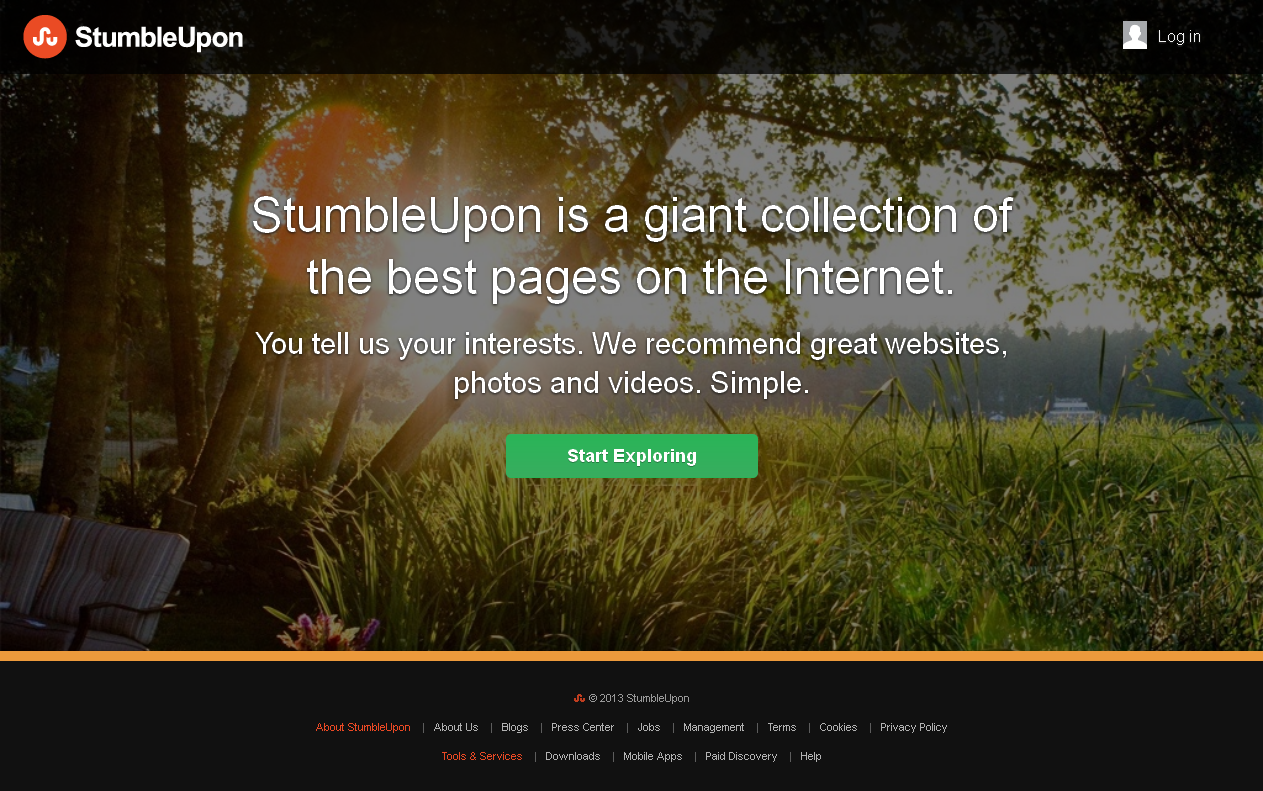 StumbleUpon
Log in
StumbleUpon is a giant collection of
the best pages on the Internet.
You tell us your interests. We recommend great websites,
photos and videos. Simple.
Start Exploring
© 2013 StumbleUpon
About StumbleUpon | About Us | Blogs | Press Center | Jobs | Management | Terms | Cookies | Privacy Policy
Tools & Services | Downloads | Mobile Apps | Paid Discovery | Help